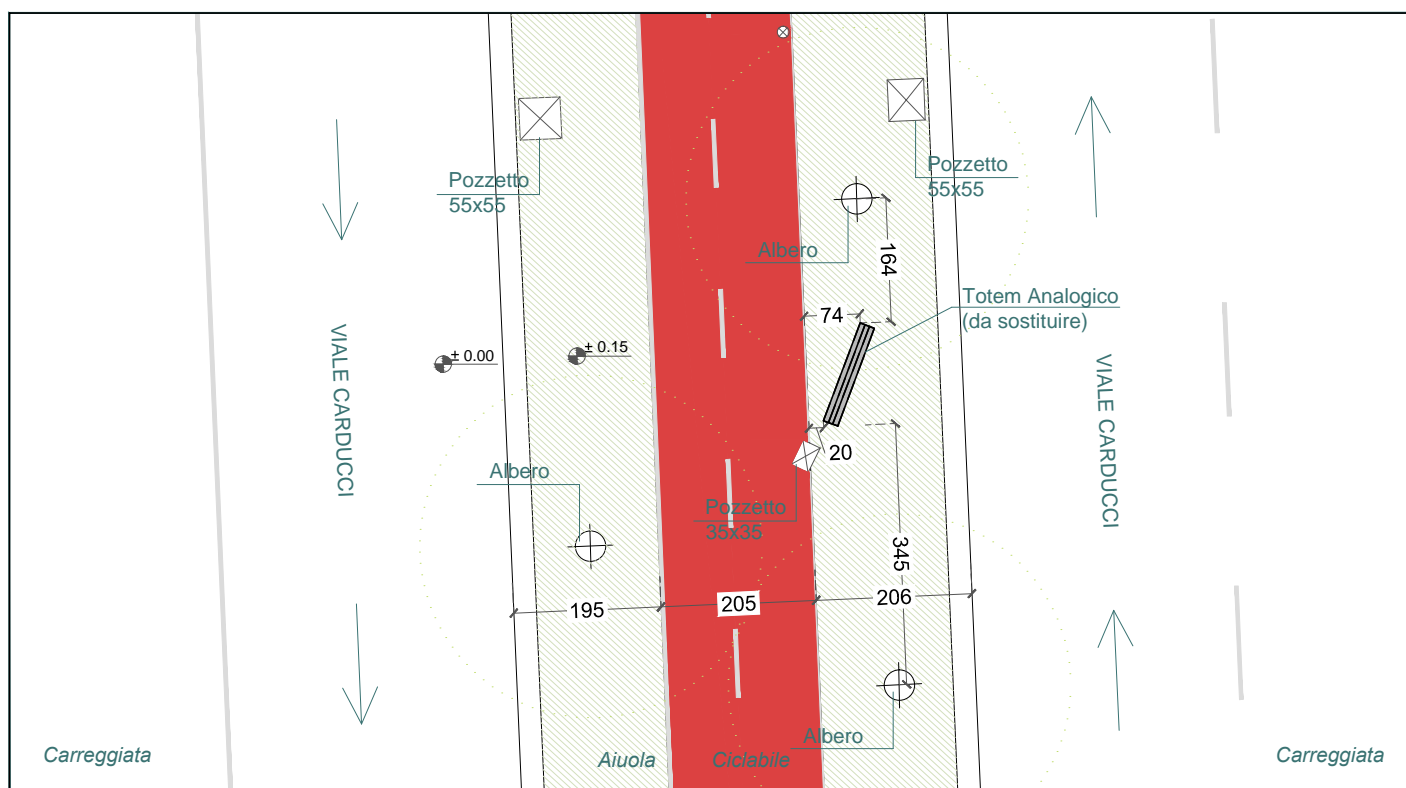 Pozzetto
55x55
Pozzetto
55x55
Albero
164
Totem Analogico
(da sostituire)
74
VIALE CARDUCCI
± 0.00
± 0.15
VIALE CARDUCCI
20
Albero
Pozzetto
35x35
345
195
205
206
Albero
Carreggiata
Aiuola
Ciclabile
Carreggiata